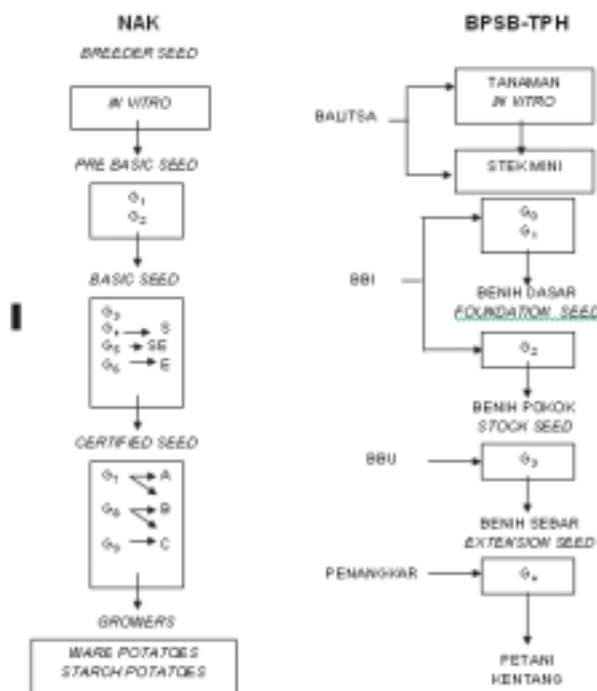 NAK
BREEDER SEED
IN VITRO
PRE BASIC SEED
G1
G2
BASIC SEED
G3
G4 S
G5 SE
G6 E
CERTIFIED SEED
G7 A
G8 B
G9 C
GROWERS
WARE POTATOES
STARCH POTATOES
BPSB-TPH
TANAMAN
IN VITRO
BALITSA
STEK MINI
G0
G1
BBI
BENIH DASAR
FOUNDATION SEED
G2
BENIH POKOK
STOCK SEED
BBU
G3
BENIH SEBAR
EXTENSION SEED
PENANGKAR
G4
PETANI
KENTANG